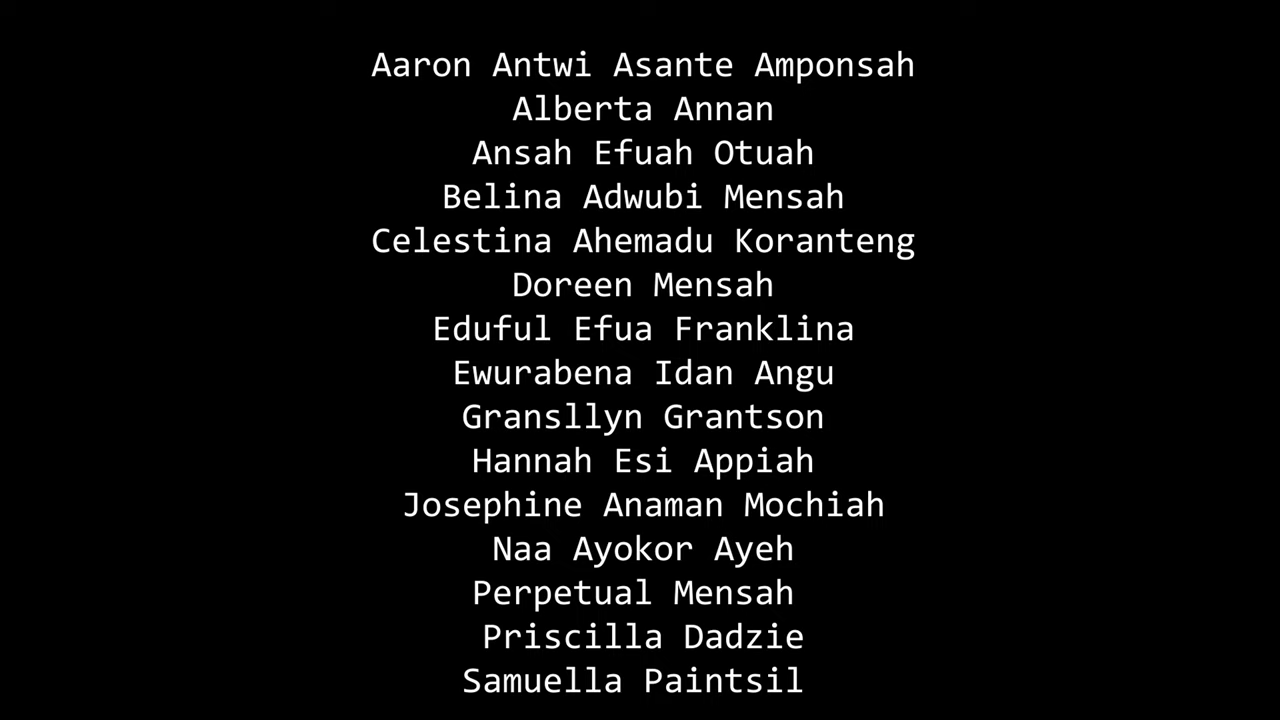 Aaron Antwi Asante Amponsah
Alberta Annan
Ansah Efuah Otuah
Belina Adwubi Mensah
Celestina Ahemadu Koranteng
Doreen Mensah
Eduful Efua Franklina
Ewurabena Idan Angu
Gransllyn Grantson
Hannah Esi Appiah
Josephine Anaman Mochiah
Naa Ayokor Ayeh
Perpetual Mensah
Priscilla Dadzie
Samuella Paintsil